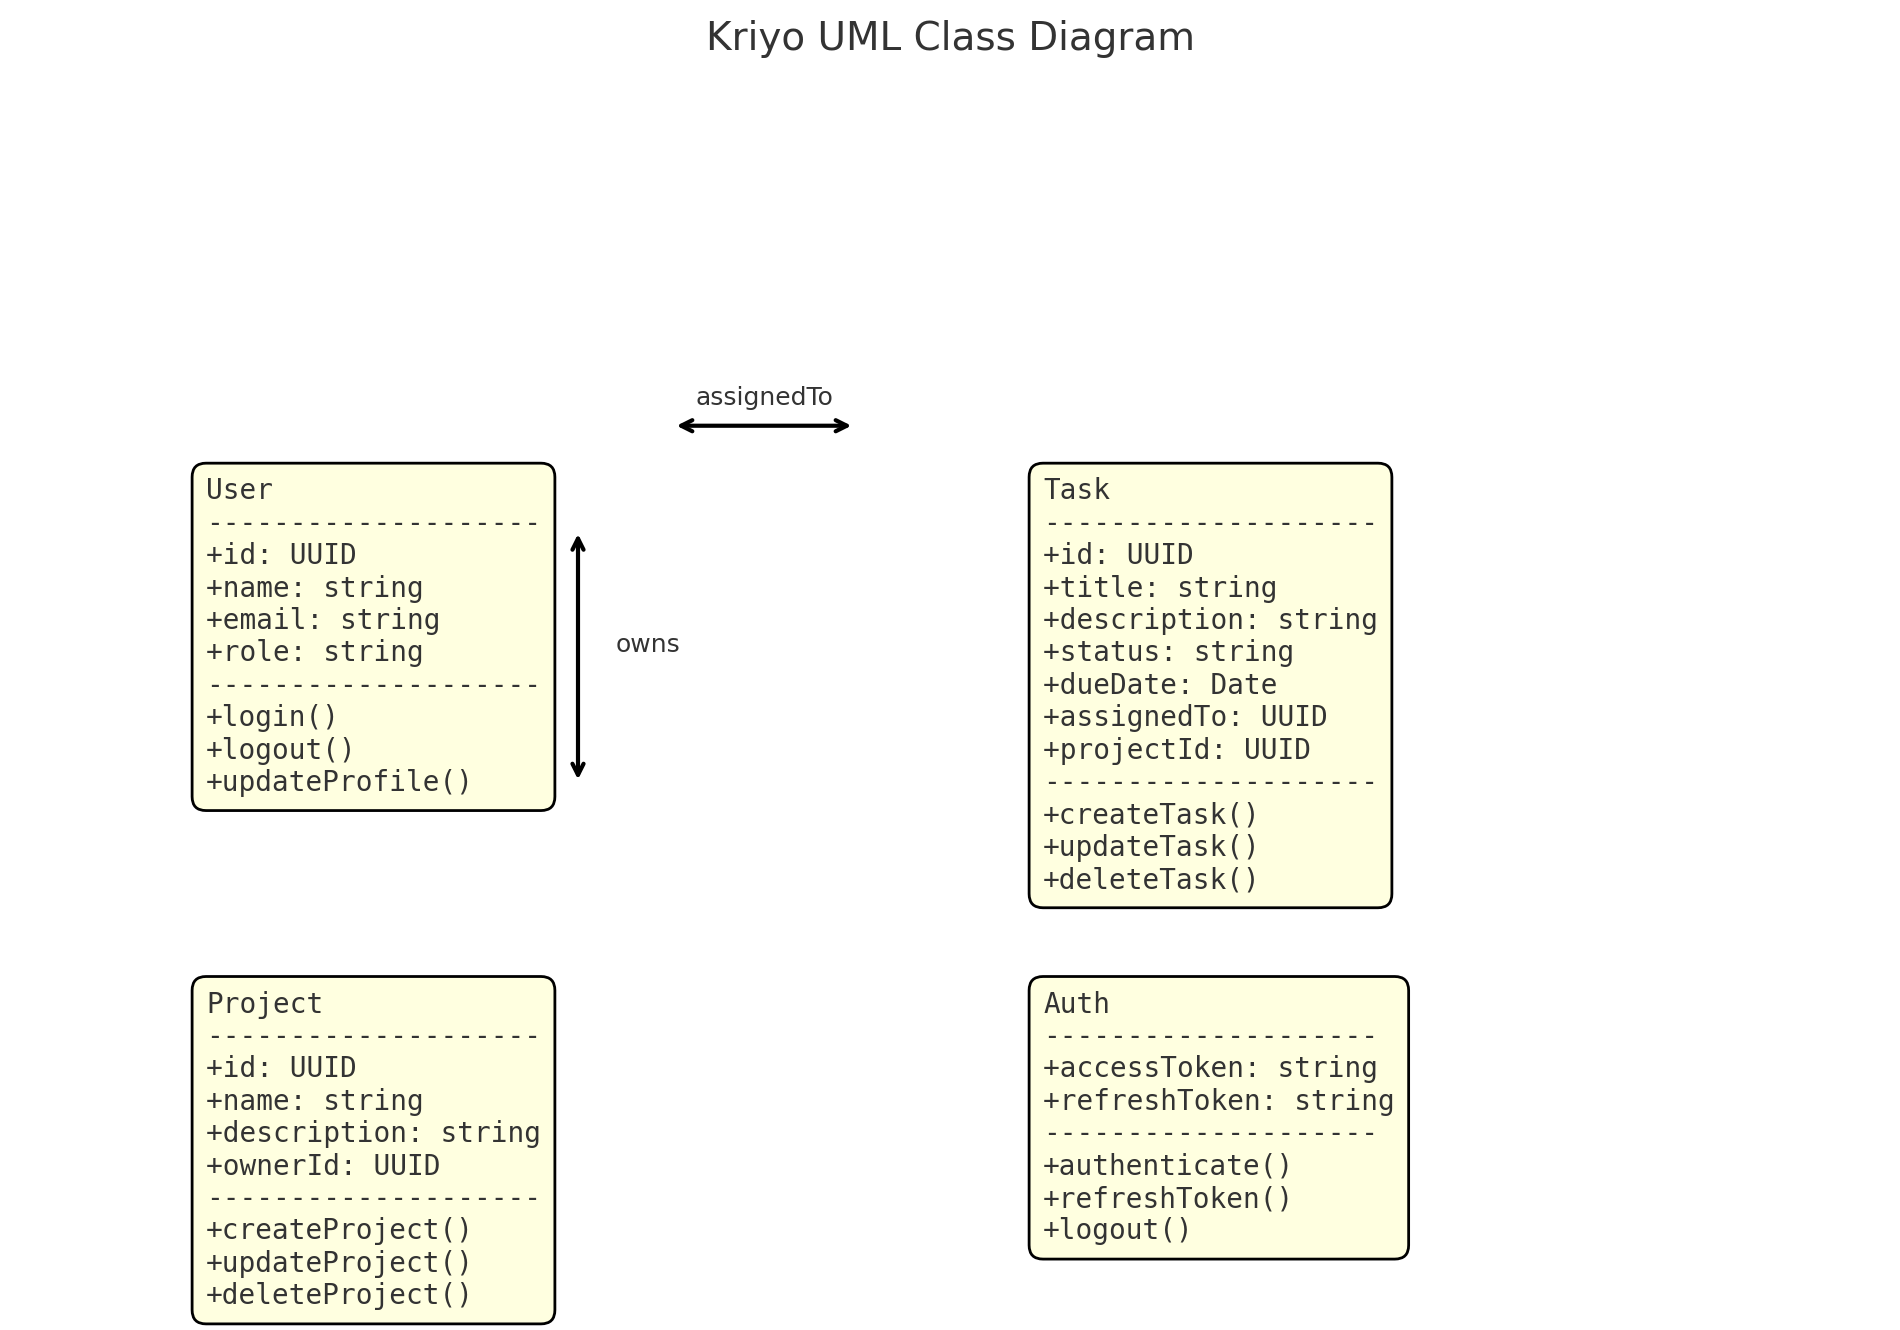 Kriyo UML Class Diagram
assignedTo
User
--------------------
+id: UUID
+name: string
+email: string
+role: string
--------------------
+login()
+logout()
+updateProfile()
owns
Task
--------------------
+id: UUID
+title: string
+description: string
+status: string
+dueDate: Date
+assignedTo: UUID
+projectId: UUID
--------------------
+createTask()
+updateTask()
+deleteTask()
Project
--------------------
+id: UUID
+name: string
+description: string
+ownerId: UUID
--------------------
+createProject()
+updateProject()
+deleteProject()
Auth
--------------------
+accessToken: string
+refreshToken: string
--------------------
+authenticate()
+refreshToken()
+logout()